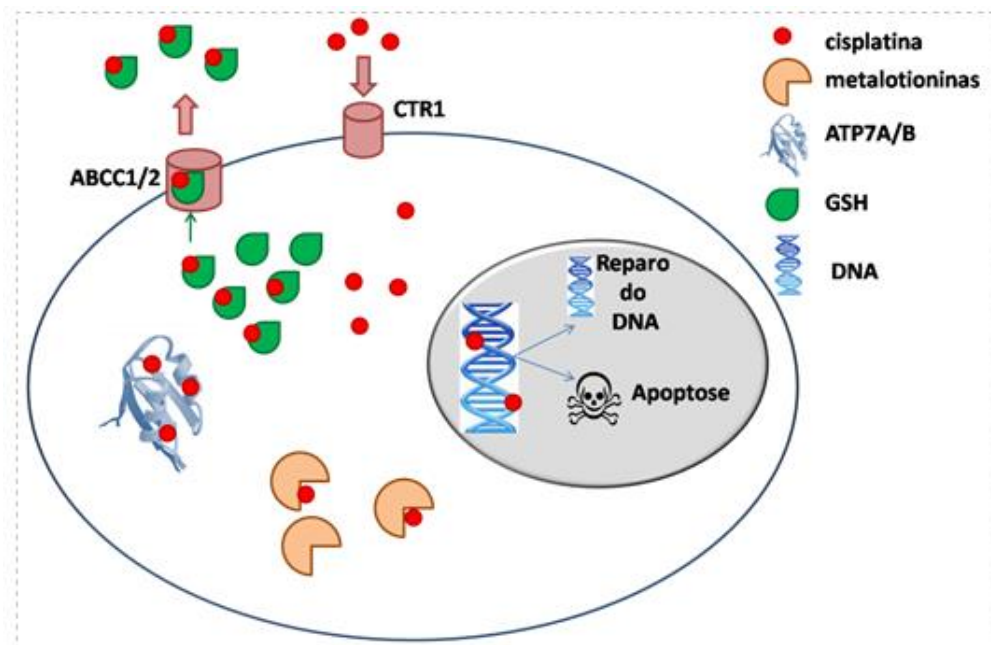 CTR1
ABCC1/2
Reparo
do
DNA
Apoptose
cisplatina
metalotioninas
ATP7A/B
GSH
DNA